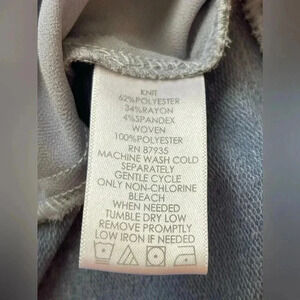 KNIT
62%POLYESTER
34%RAYON
4%SPANDEX
WOVEN
100%POLYESTER
RN 87935
MACHINE WASH COLD
SEPARATELY
GENTLE CYCLE
ONLY NON-CHLORINE
BLEACH
WHEN NEEDED
TUMBLE DRY LOW
REMOVE PROMPTLY
LOW IRON IF NEEDED